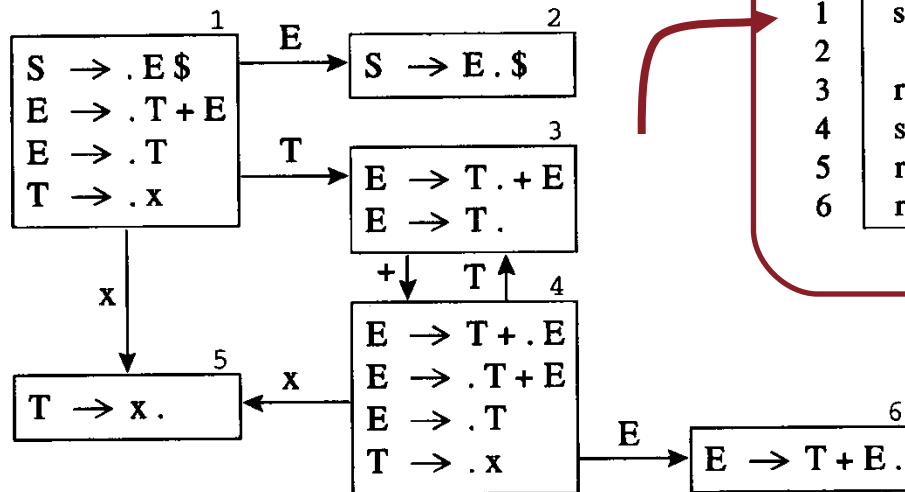 1
S → . E $
E → . T + E
E → . T
T → . x
E
2
S → E . $
T
3
E → T . + E
E → T .
x
+
T
4
E → T + . E
E → . T + E
E → . T
T → . x
5
T → x .
x
E
6
E → T + E .
1 s
2
3 r
4 s
5 r
6 r